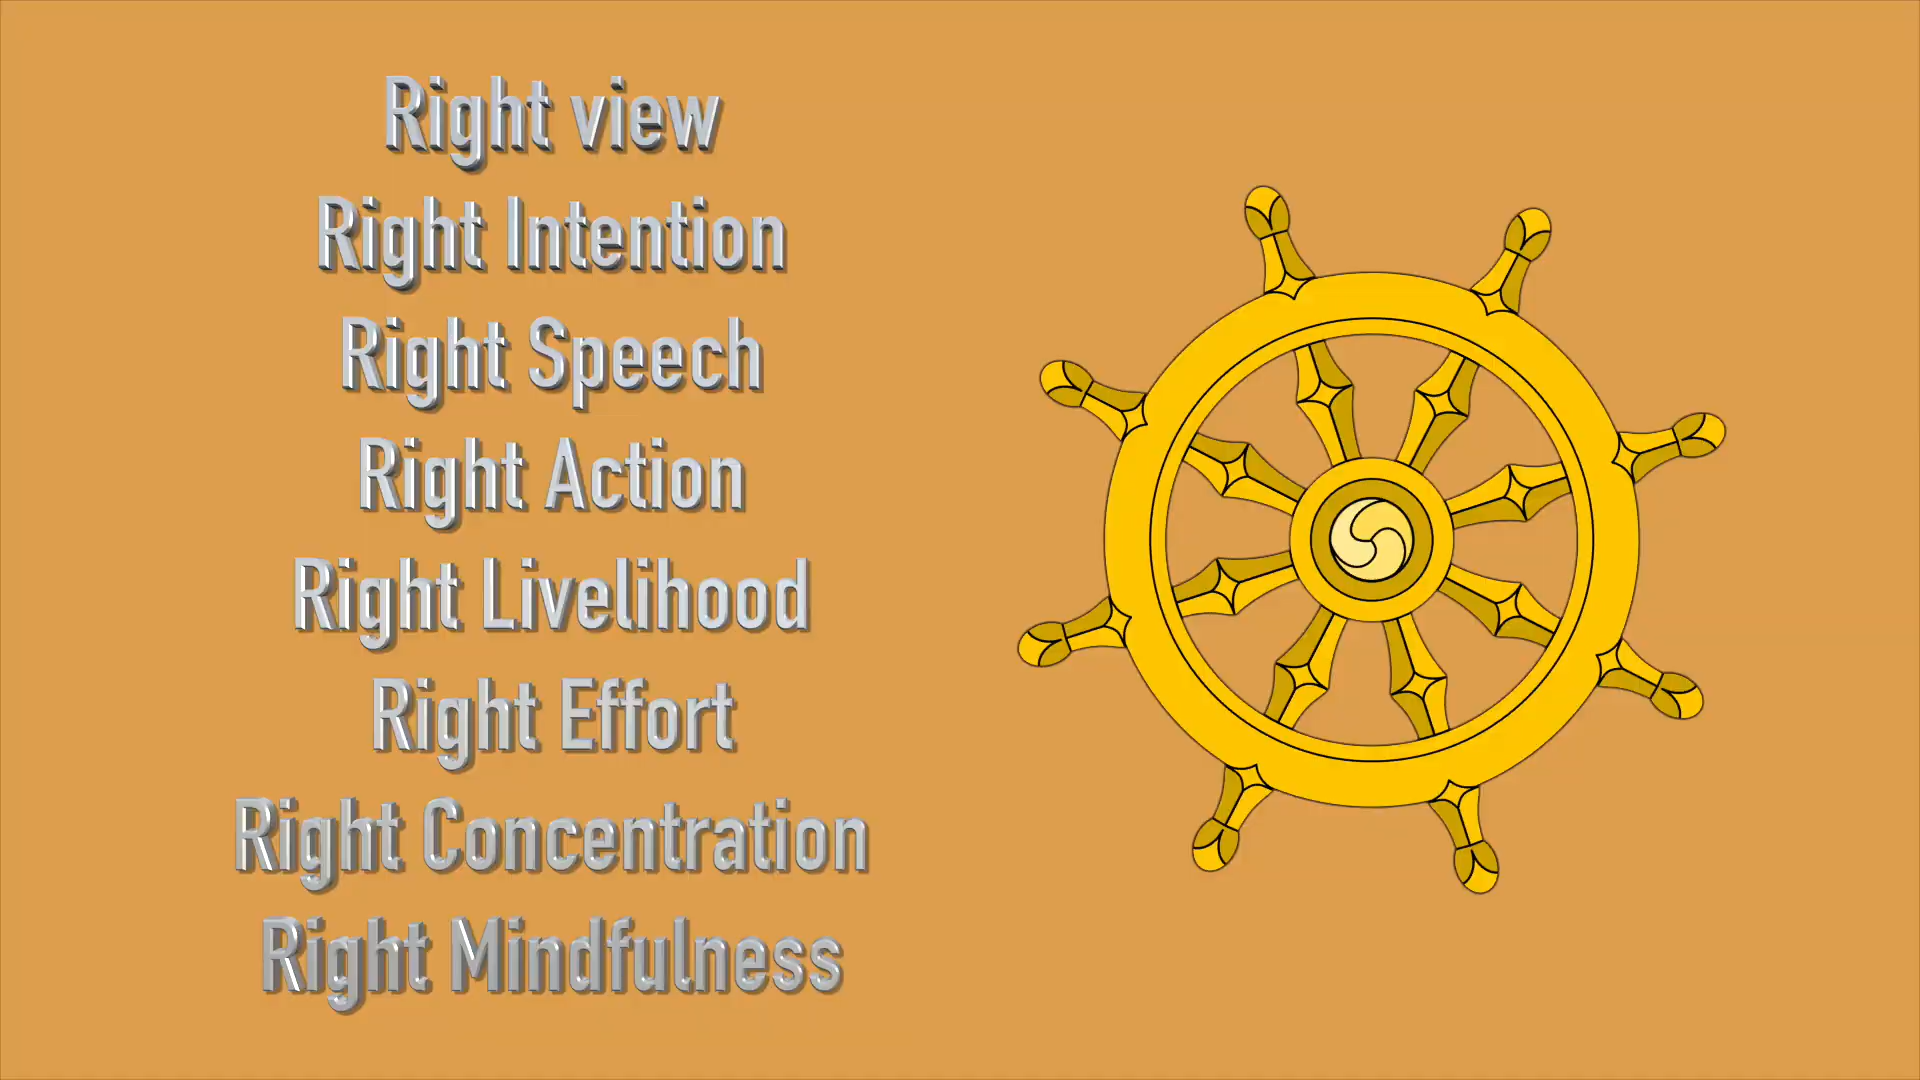 Right view
Right Intention
Right Speech
Right Action
Right Livelihood
Right Effort
Right Concentration
Right Mindfulness